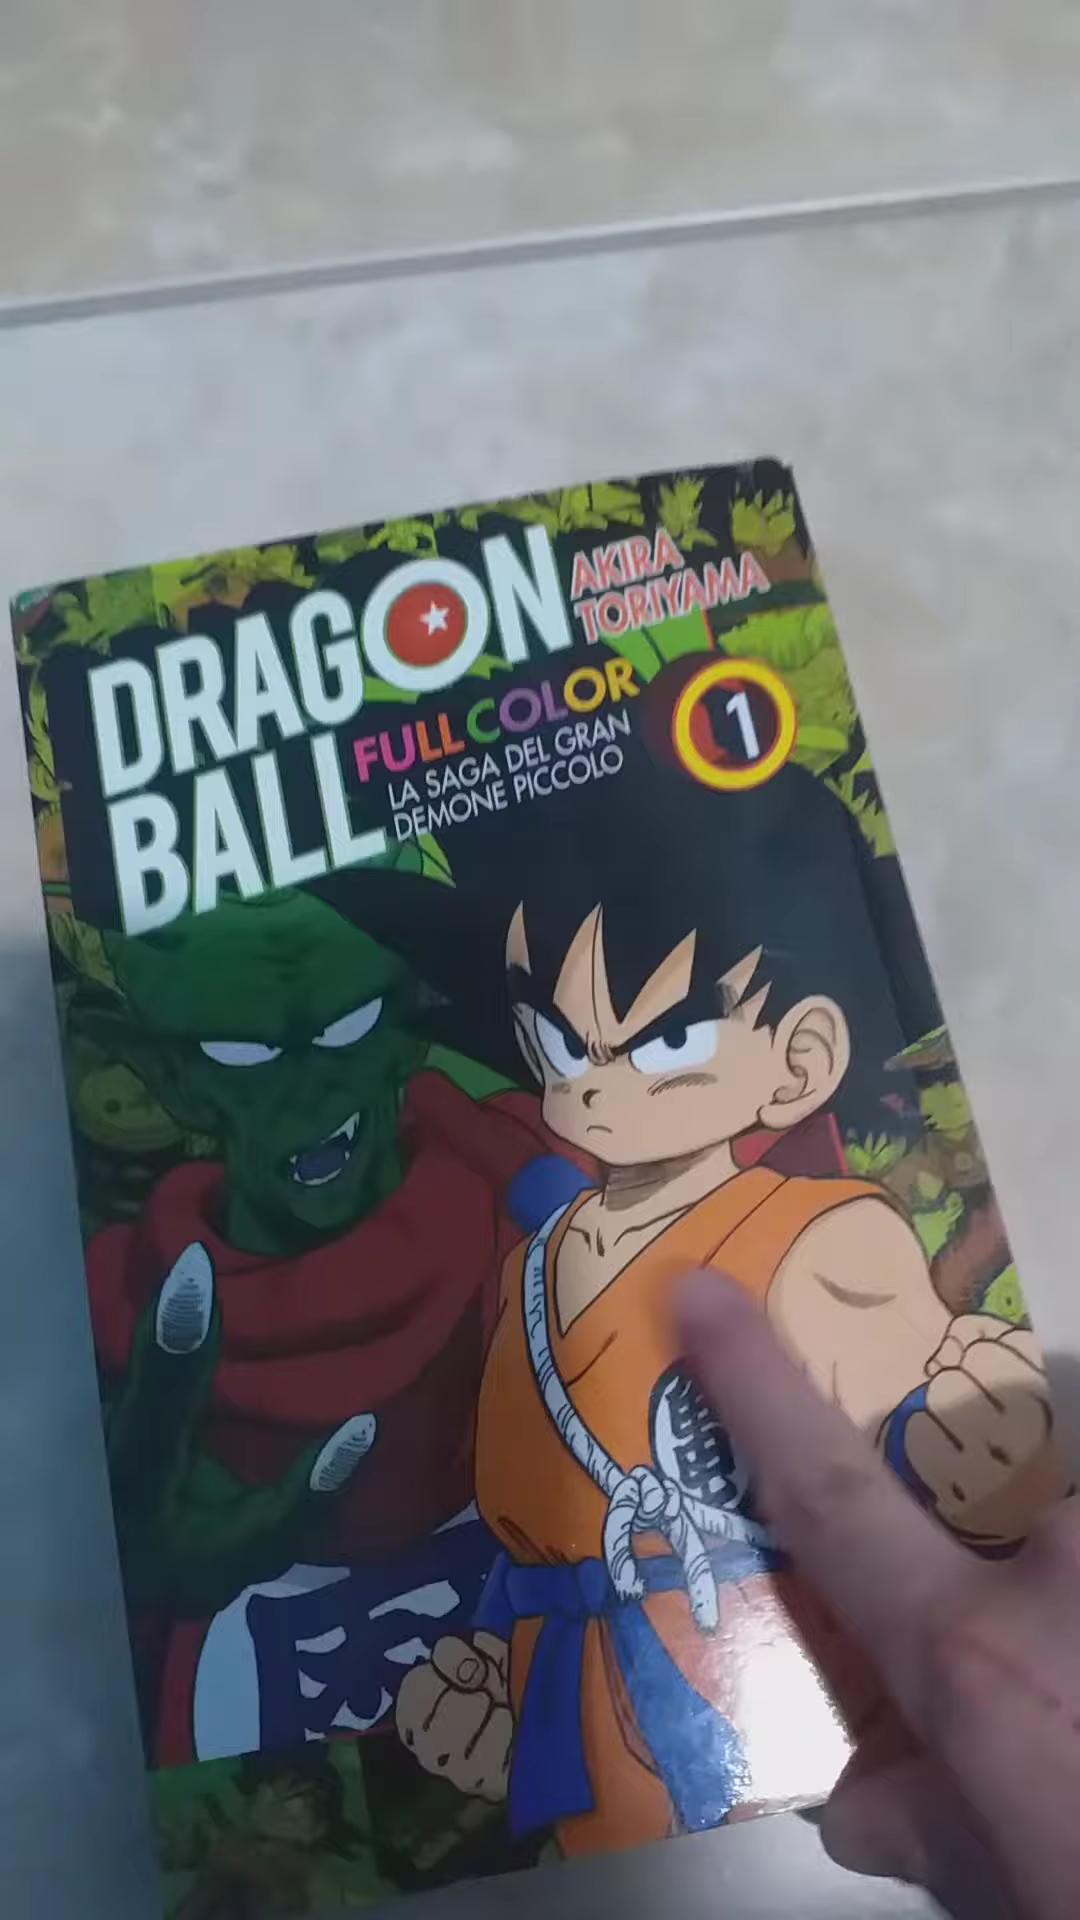 DRAGON
BALL
AKIRA
TORIYAMA
FULL COLOR
1
LA SAGA DEL GRAN
DEMONE PICCOLO